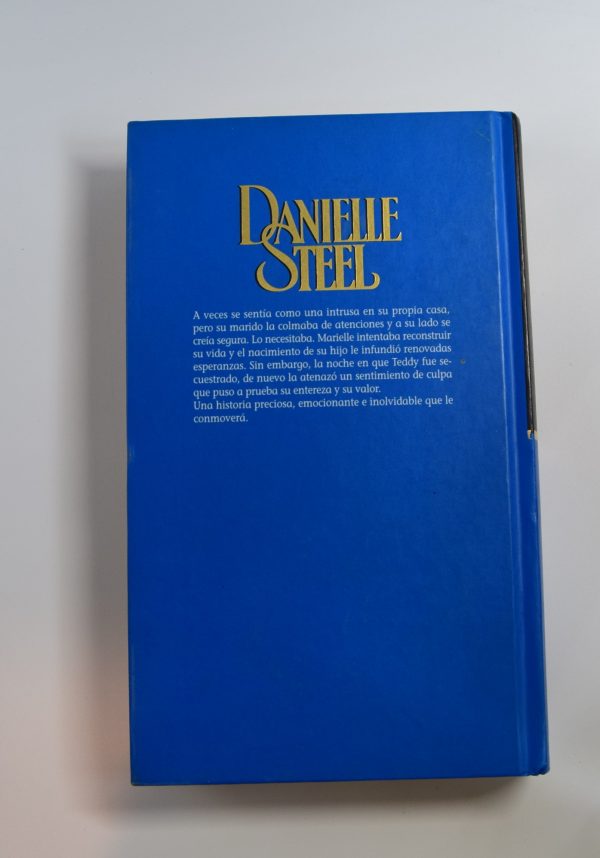 DANIELLE
STEEL
A veces se sentía como una intrusa en su propia casa,
pero su marido la colmaba de atenciones y a su lado se
creía segura. Lo necesitaba. Marielle intentaba reconstruir
su vida y el nacimiento de su hijo le infundió renovadas
esperanzas. Sin embargo, la noche en que Teddy fue se-
cuestrado, de nuevo la atenazó un sentimiento de culpa
que puso a prueba su entereza y su valor.
Una historia preciosa, emocionante e inolvidable que le
conmoverá.